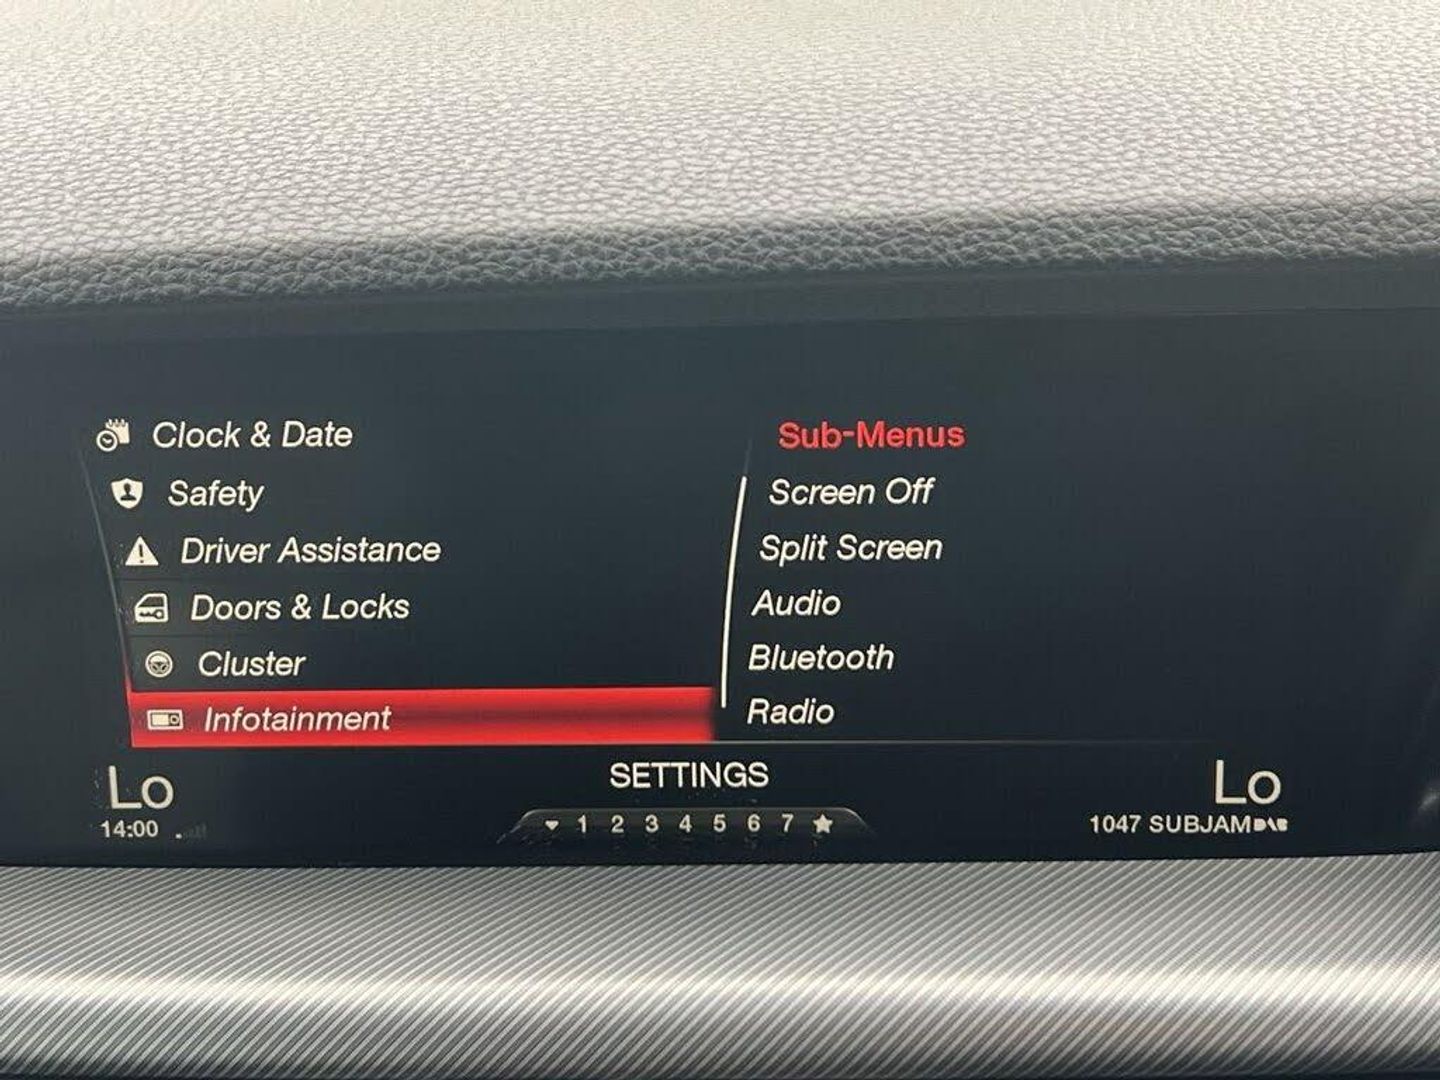 Clock & Date
Safety
Driver Assistance
Doors & Locks
Cluster
Infotainment
Sub-Menus
Screen Off
Split Screen
Audio
Bluetooth
Radio
Lo
14:00
SETTINGS
1 2 3 4 5 6 7
Lo
1047 SUBJAM DAB